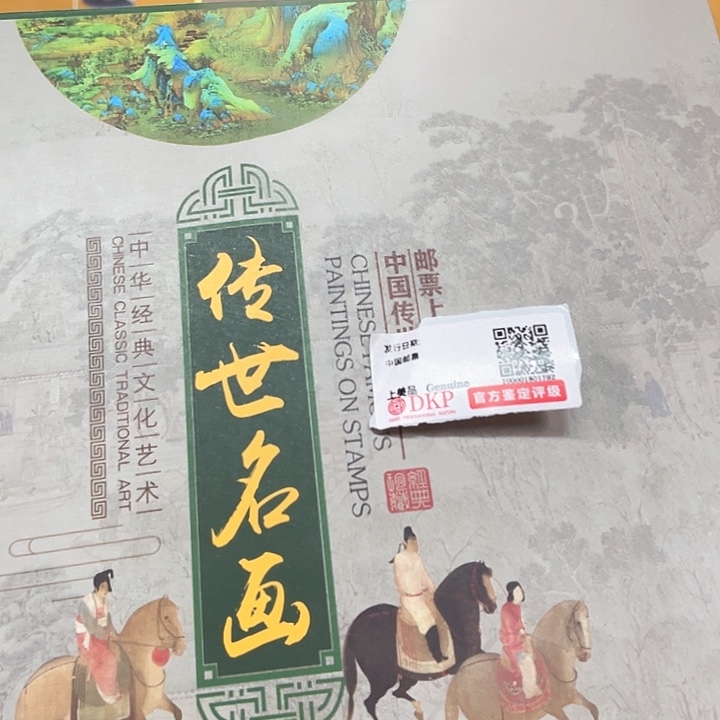 中华经典文化艺术
CHINESE CLASSIC TRADITIONAL ART
传世名画
邮票上
中国传世
CHINESE
PAINTINGS ON STAMPS
发行日期:
中国邮票
上美品 Genuine
DKP 官方鉴定评级